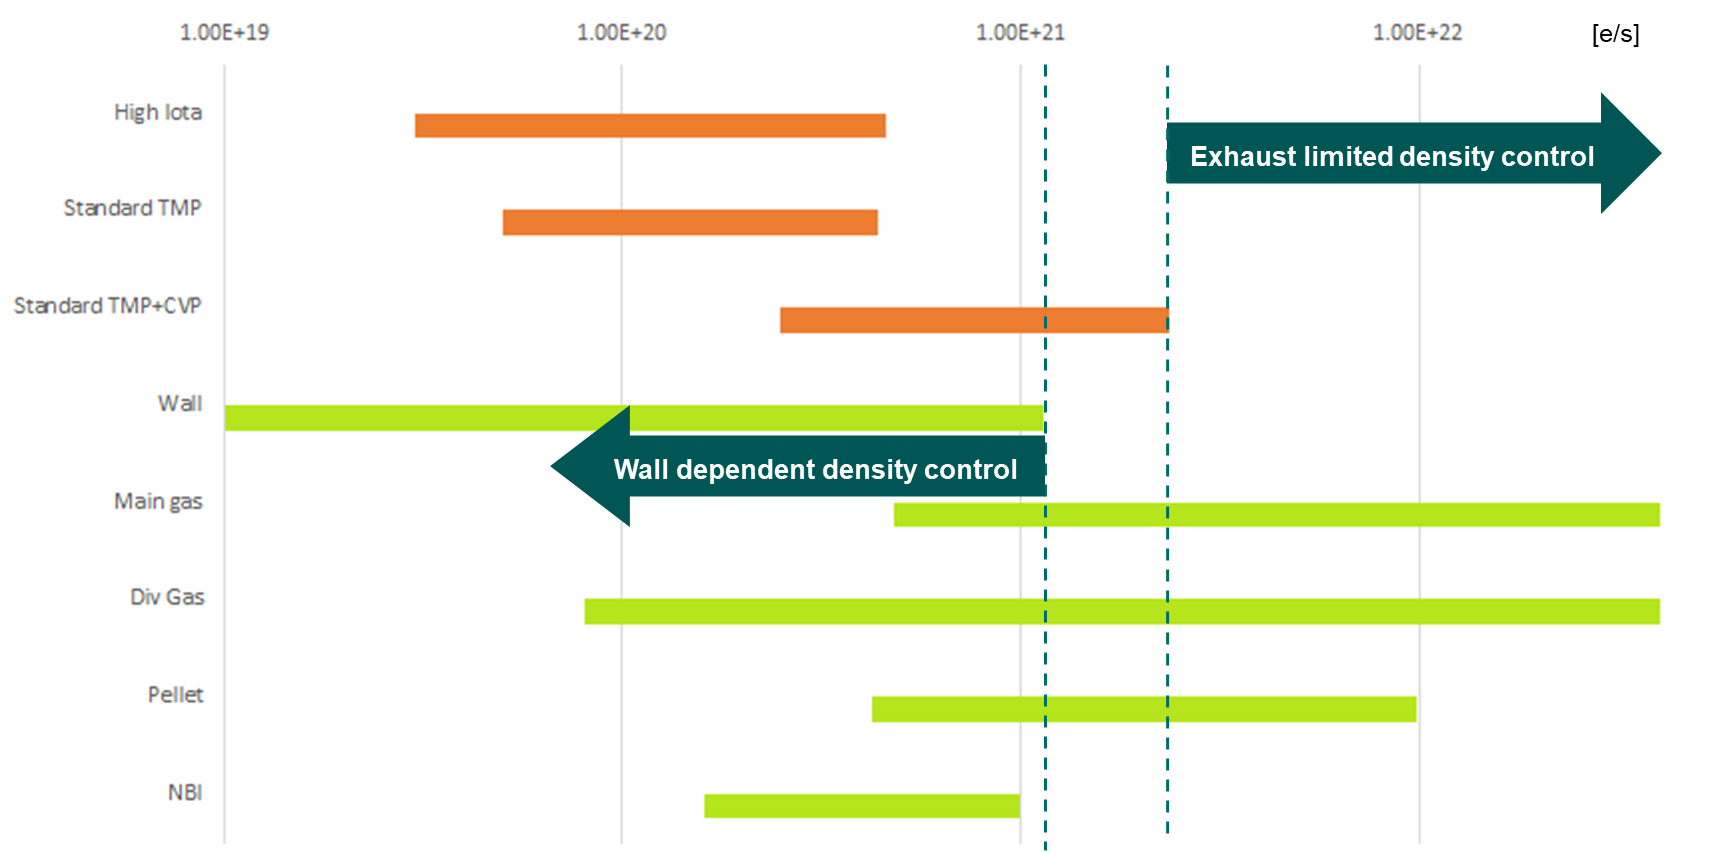 1.00E+19 1.00E+20 1.00E+21 1.00E+22 [e/s]
High Iota
Exhaust limited density control
Standard TMP
Standard TMP+CVP
Wall
Wall dependent density control
Main gas
Div Gas
Pellet
NBI